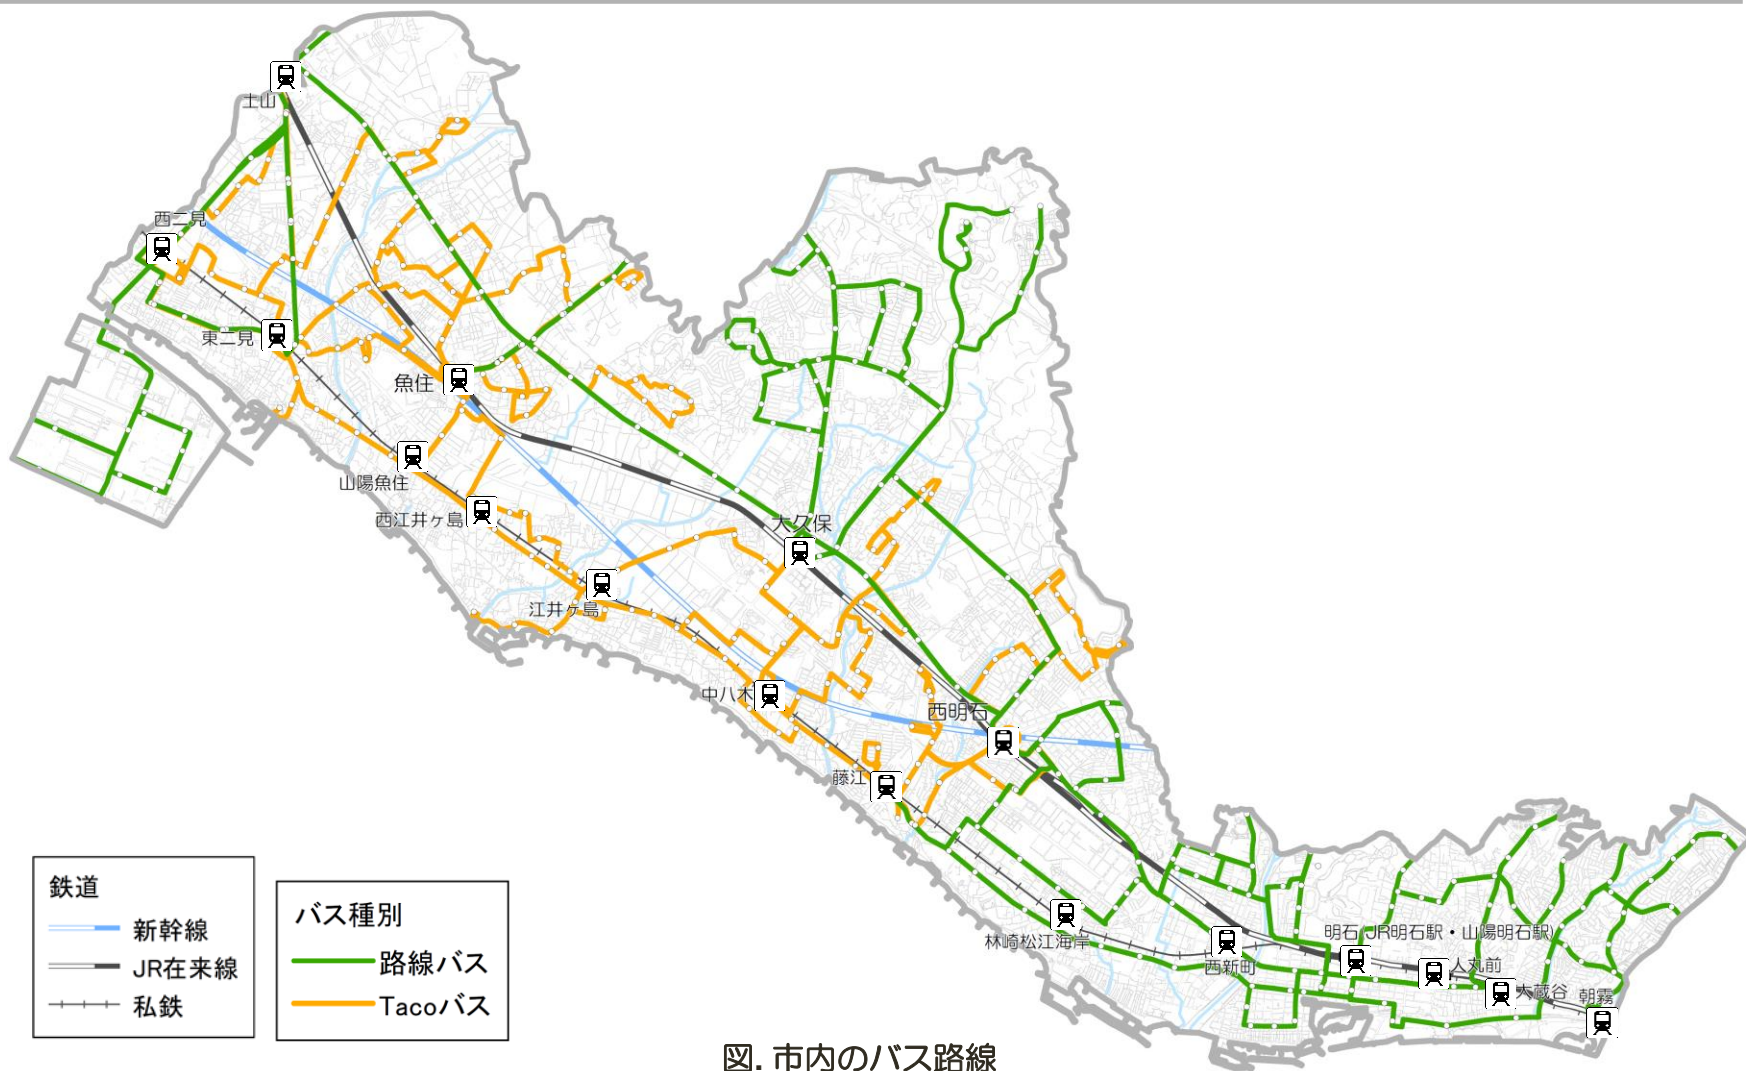 土山
西二見
東二見
魚住
山陽魚住
西江井ヶ島
大久保
江井ヶ島
中八木
西明石
藤江
林崎松江海岸
西新町
明石(JR明石駅・山陽明石駅)
人丸前
大蔵谷
朝霧
鉄道
新幹線
JR在来線
私鉄
バス種別
路線バス
Tacoバス
図. 市内のバス路線